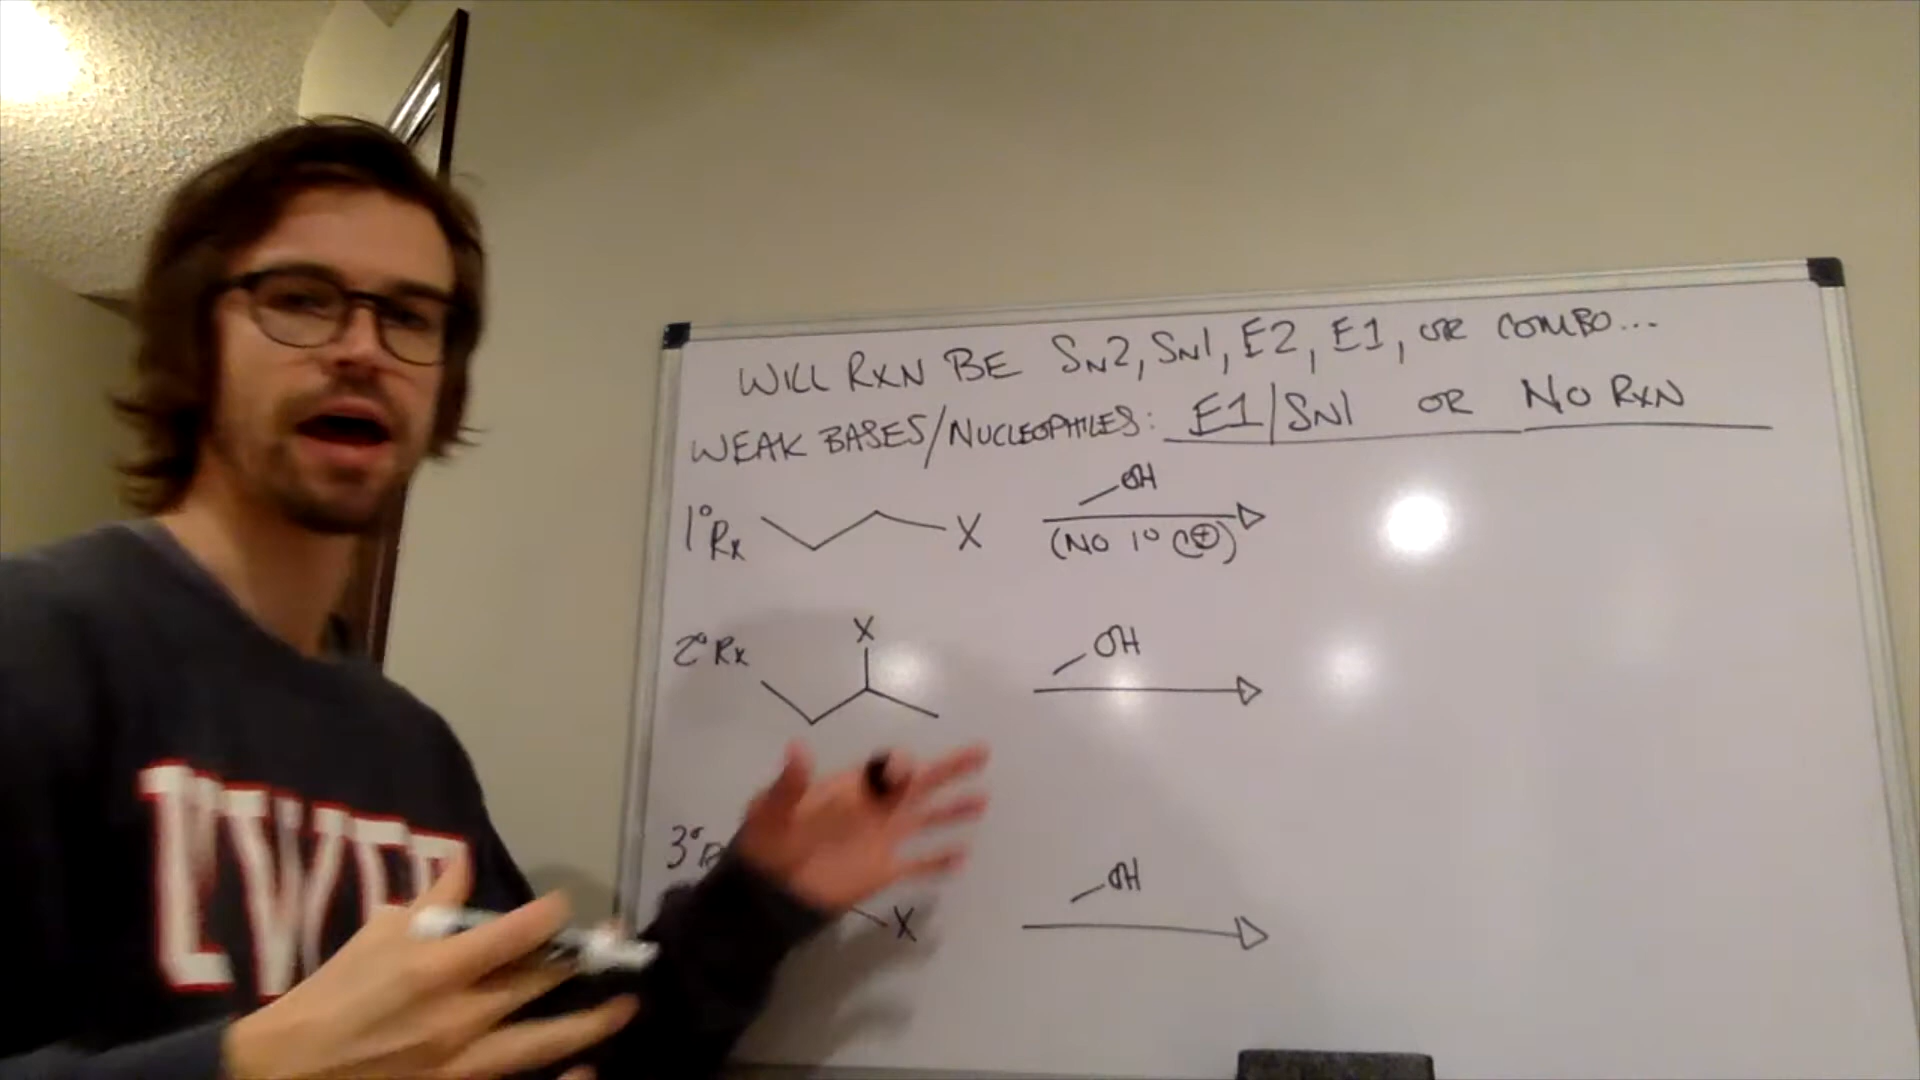 WILL RXN BE SN2, SN1, E2, E1, OR COMBO...
WEAK BASES/NUCLEOPHILES: E1/SN1 OR NO RXN
1° RX X OH
(NO 1° C⊕)
2° RX X OH
3° X OH